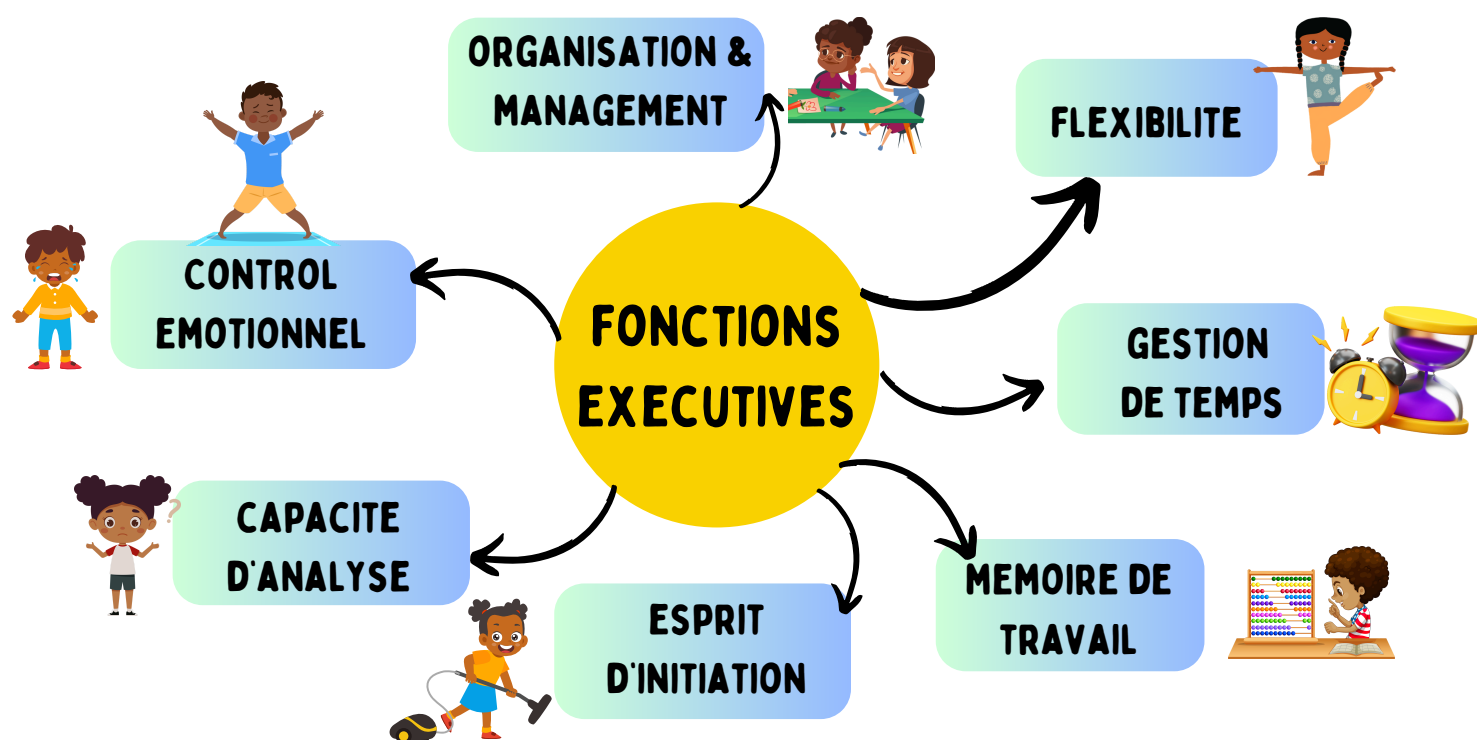 ORGANISATION &
MANAGEMENT
FLEXIBILITE
CONTROL
EMOTIONNEL
FONCTIONS
EXECUTIVES
GESTION
DE TEMPS
CAPACITE
D'ANALYSE
ESPRIT
D'INITIATION
MEMOIRE DE
TRAVAIL
?